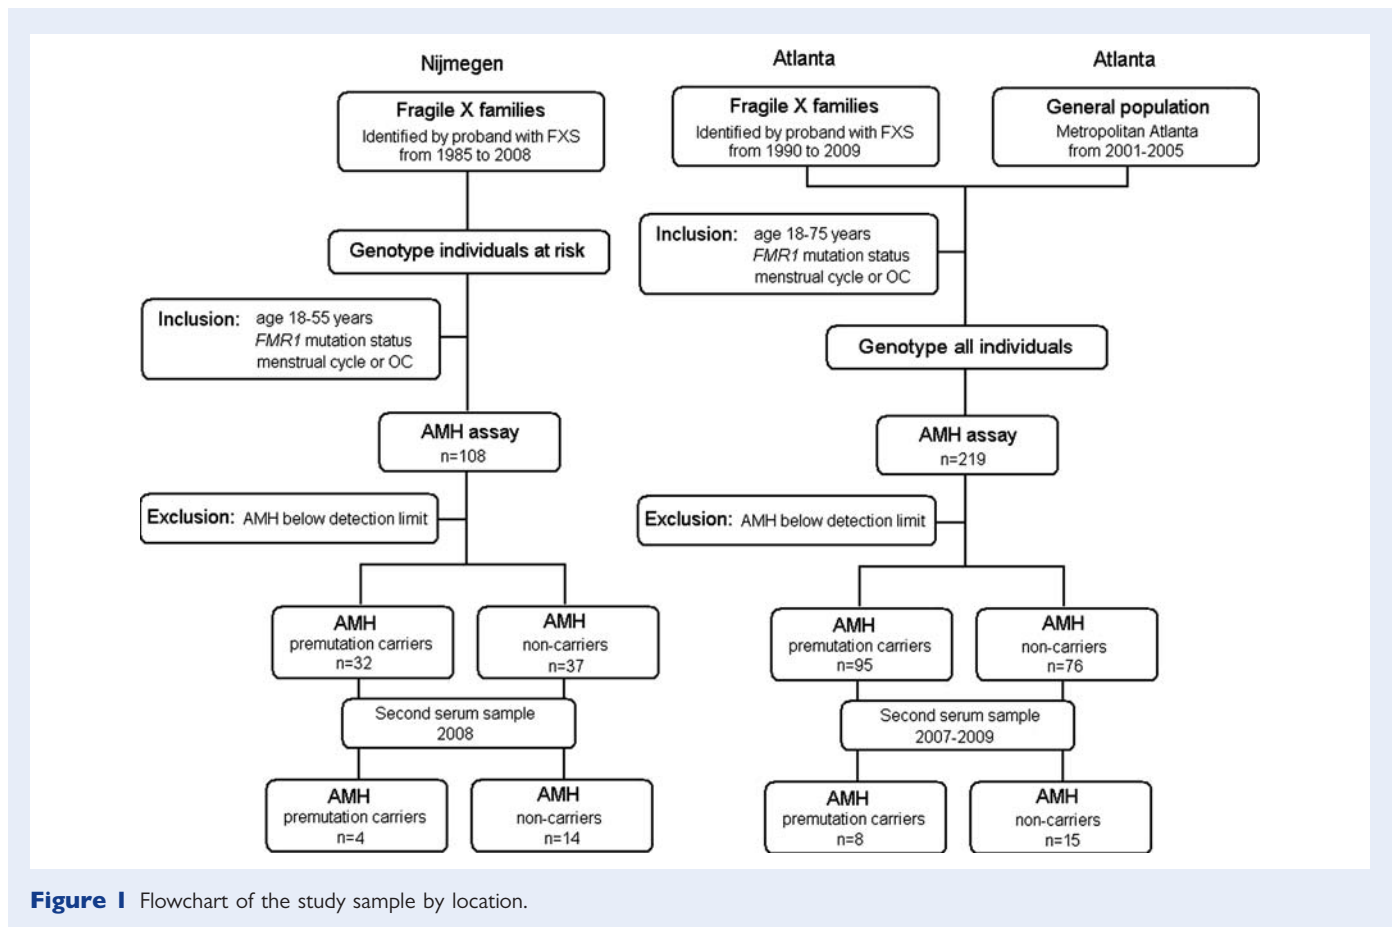 Nijmegen
Fragile X families
Identified by proband with FXS
from 1985 to 2008
Genotype individuals at risk
Inclusion: age 18-55 years
FMR1 mutation status
menstrual cycle or OC
AMH assay
n=108
Exclusion: AMH below detection limit
AMH
premutation carriers
n=32
AMH
non-carriers
n=37
Second serum sample
2008
AMH
premutation carriers
n=4
AMH
non-carriers
n=14
Atlanta
Fragile X families
Identified by proband with FXS
from 1990 to 2009
Atlanta
General population
Metropolitan Atlanta
from 2001-2005
Inclusion: age 18-75 years
FMR1 mutation status
menstrual cycle or OC
Genotype all individuals
AMH assay
n=219
Exclusion: AMH below detection limit
AMH
premutation carriers
n=95
AMH
non-carriers
n=76
Second serum sample
2007-2009
AMH
premutation carriers
n=8
AMH
non-carriers
n=15
Figure 1 Flowchart of the study sample by location.